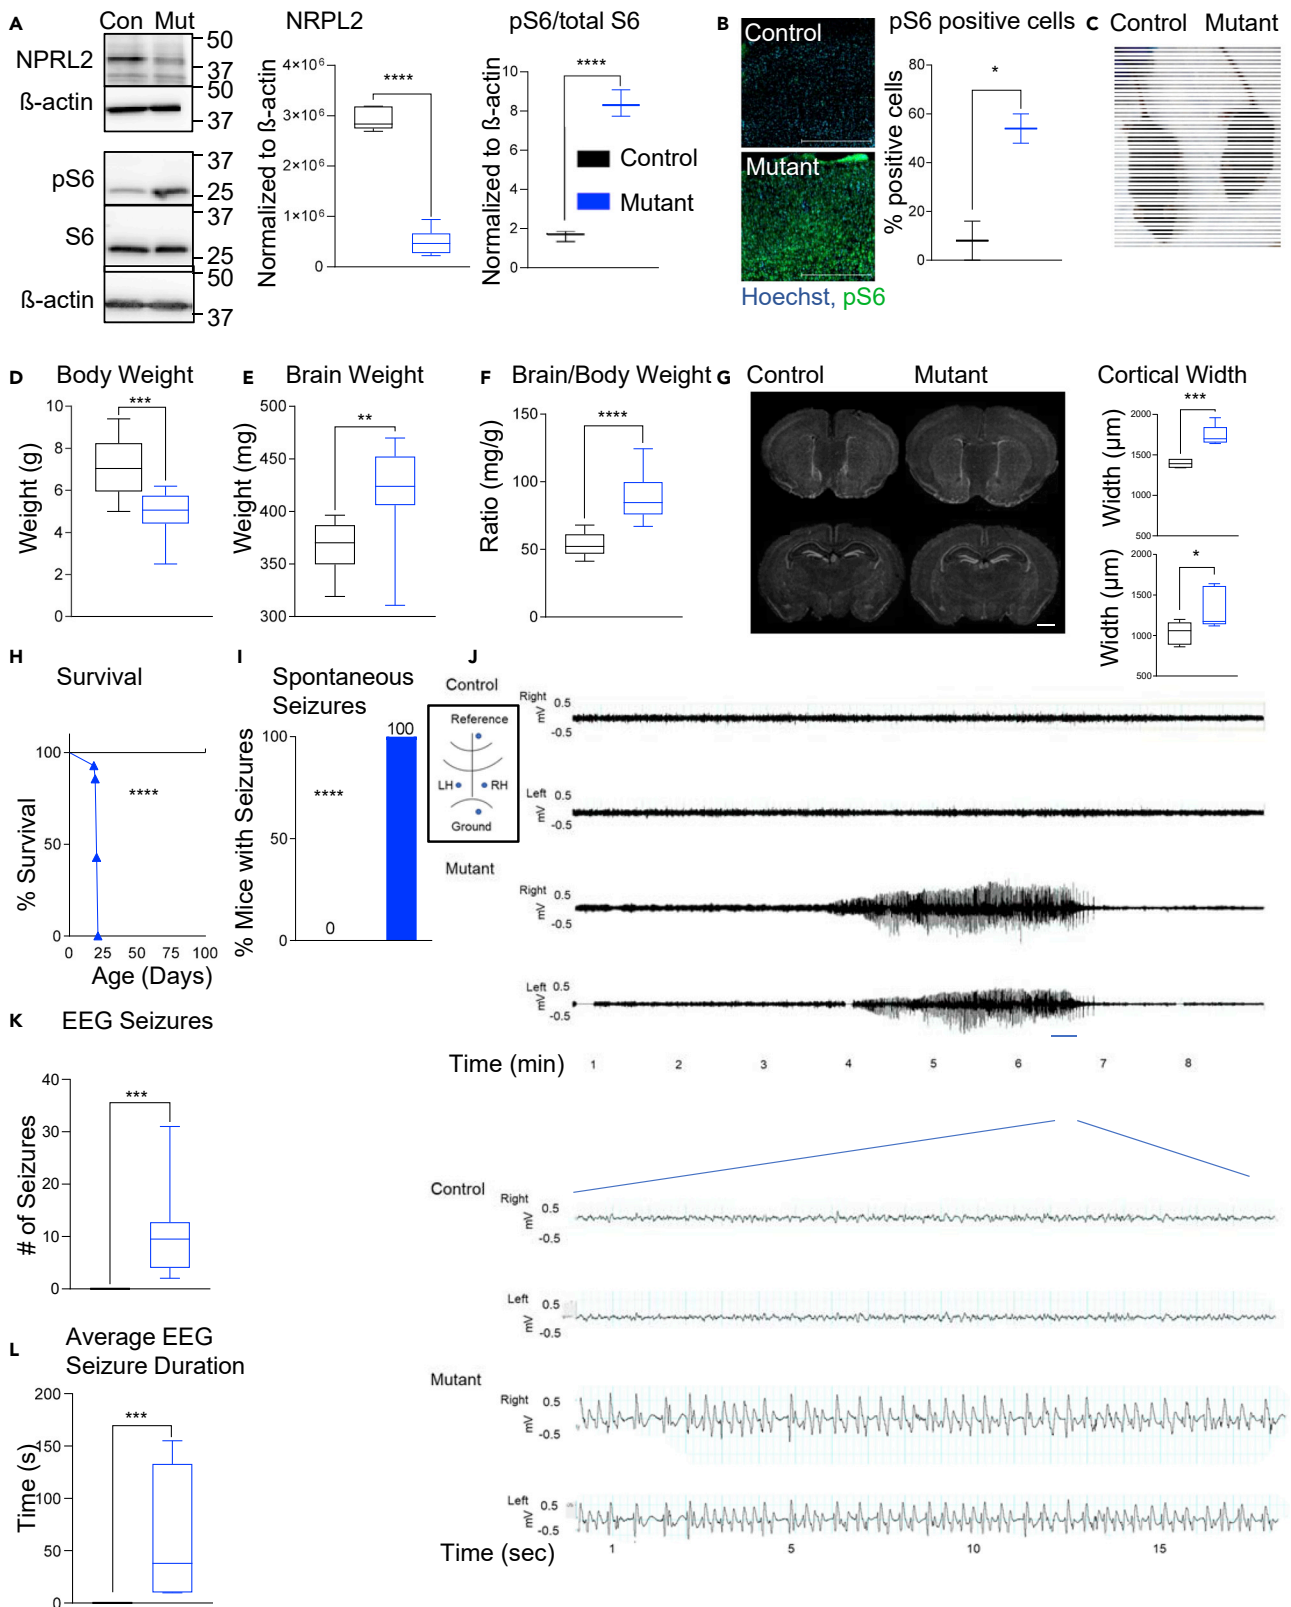 A
Con Mut
NPRL2
50
37
ß-actin
50
37
pS6
37
25
S6
37
25
ß-actin
50
37
NRPL2
Normalized to ß-actin
4×10⁶
3×10⁶
2×10⁶
1×10⁶
0
****
pS6/total S6
Normalized to ß-actin
10
8
6
4
2
0
****
Control
Mutant
B
Control
Mutant
Hoechst, pS6
pS6 positive cells
% positive cells
80
60
40
20
0
*
C
Control Mutant
D
Body Weight
Weight (g)
10
8
6
4
2
0
***
E
Brain Weight
Weight (mg)
500
450
400
350
300
**
F
Brain/Body Weight
Ratio (mg/g)
150
100
50
0
****
G
Control Mutant
Cortical Width
Width (µm)
2000
1500
1000
500
***
Width (µm)
2000
1500
1000
500
*
H
Survival
% Survival
100
50
0
****
0 25 50 75 100
Age (Days)
I
Spontaneous
Seizures
% Mice with Seizures
100
50
0
****
0
100
J
Control
Reference
LH RH
Ground
Mutant
Right
mV
0.5
-0.5
Left
mV
0.5
-0.5
Right
mV
0.5
-0.5
Left
mV
0.5
-0.5
Time (min) 1 2 3 4 5 6 7 8
Control
Right
mV
0.5
-0.5
Left
mV
0.5
-0.5
Mutant
Right
mV
0.5
-0.5
Left
mV
0.5
-0.5
Time (sec) 1 5 10 15
K
EEG Seizures
# of Seizures
40
30
20
10
0
***
L
Average EEG
Seizure Duration
Time (s)
200
150
100
50
0
***